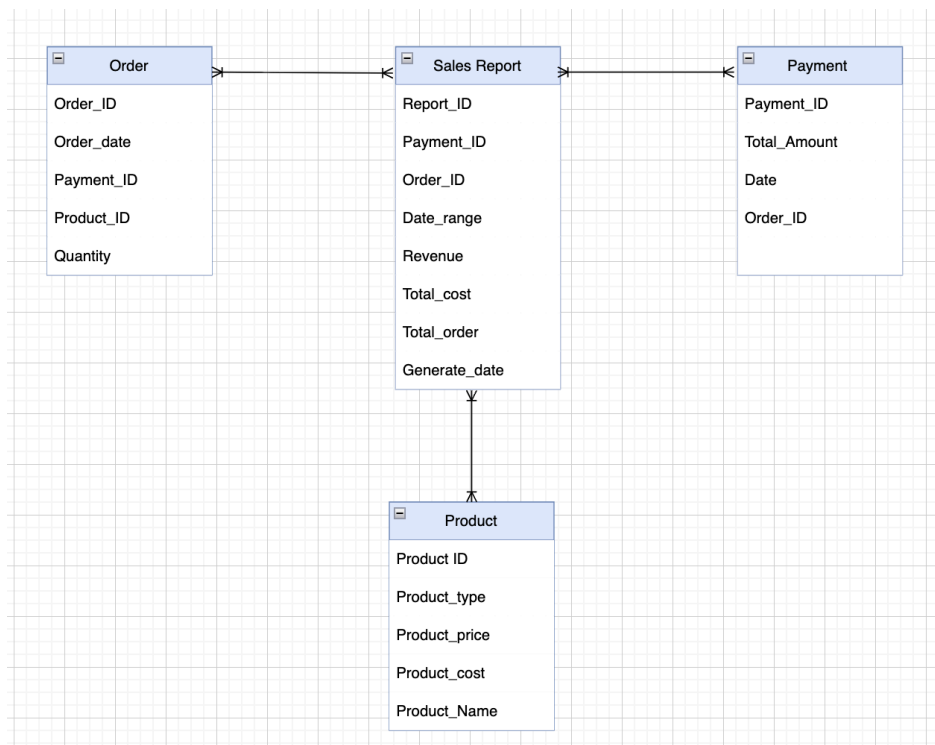 Order
Order_ID
Order_date
Payment_ID
Product_ID
Quantity
Sales Report
Report_ID
Payment_ID
Order_ID
Date_range
Revenue
Total_cost
Total_order
Generate_date
Payment
Payment_ID
Total_Amount
Date
Order_ID
Product
Product ID
Product_type
Product_price
Product_cost
Product_Name